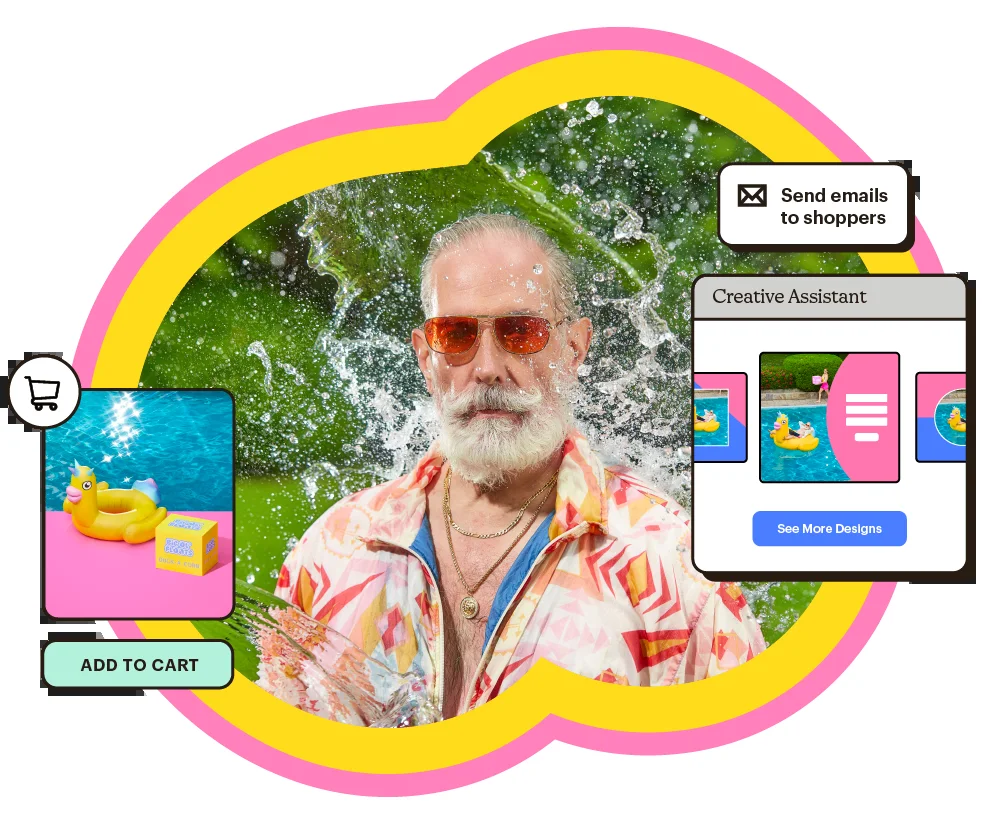 Send emails
to shoppers
Creative Assistant
See More Designs
ADD TO CART